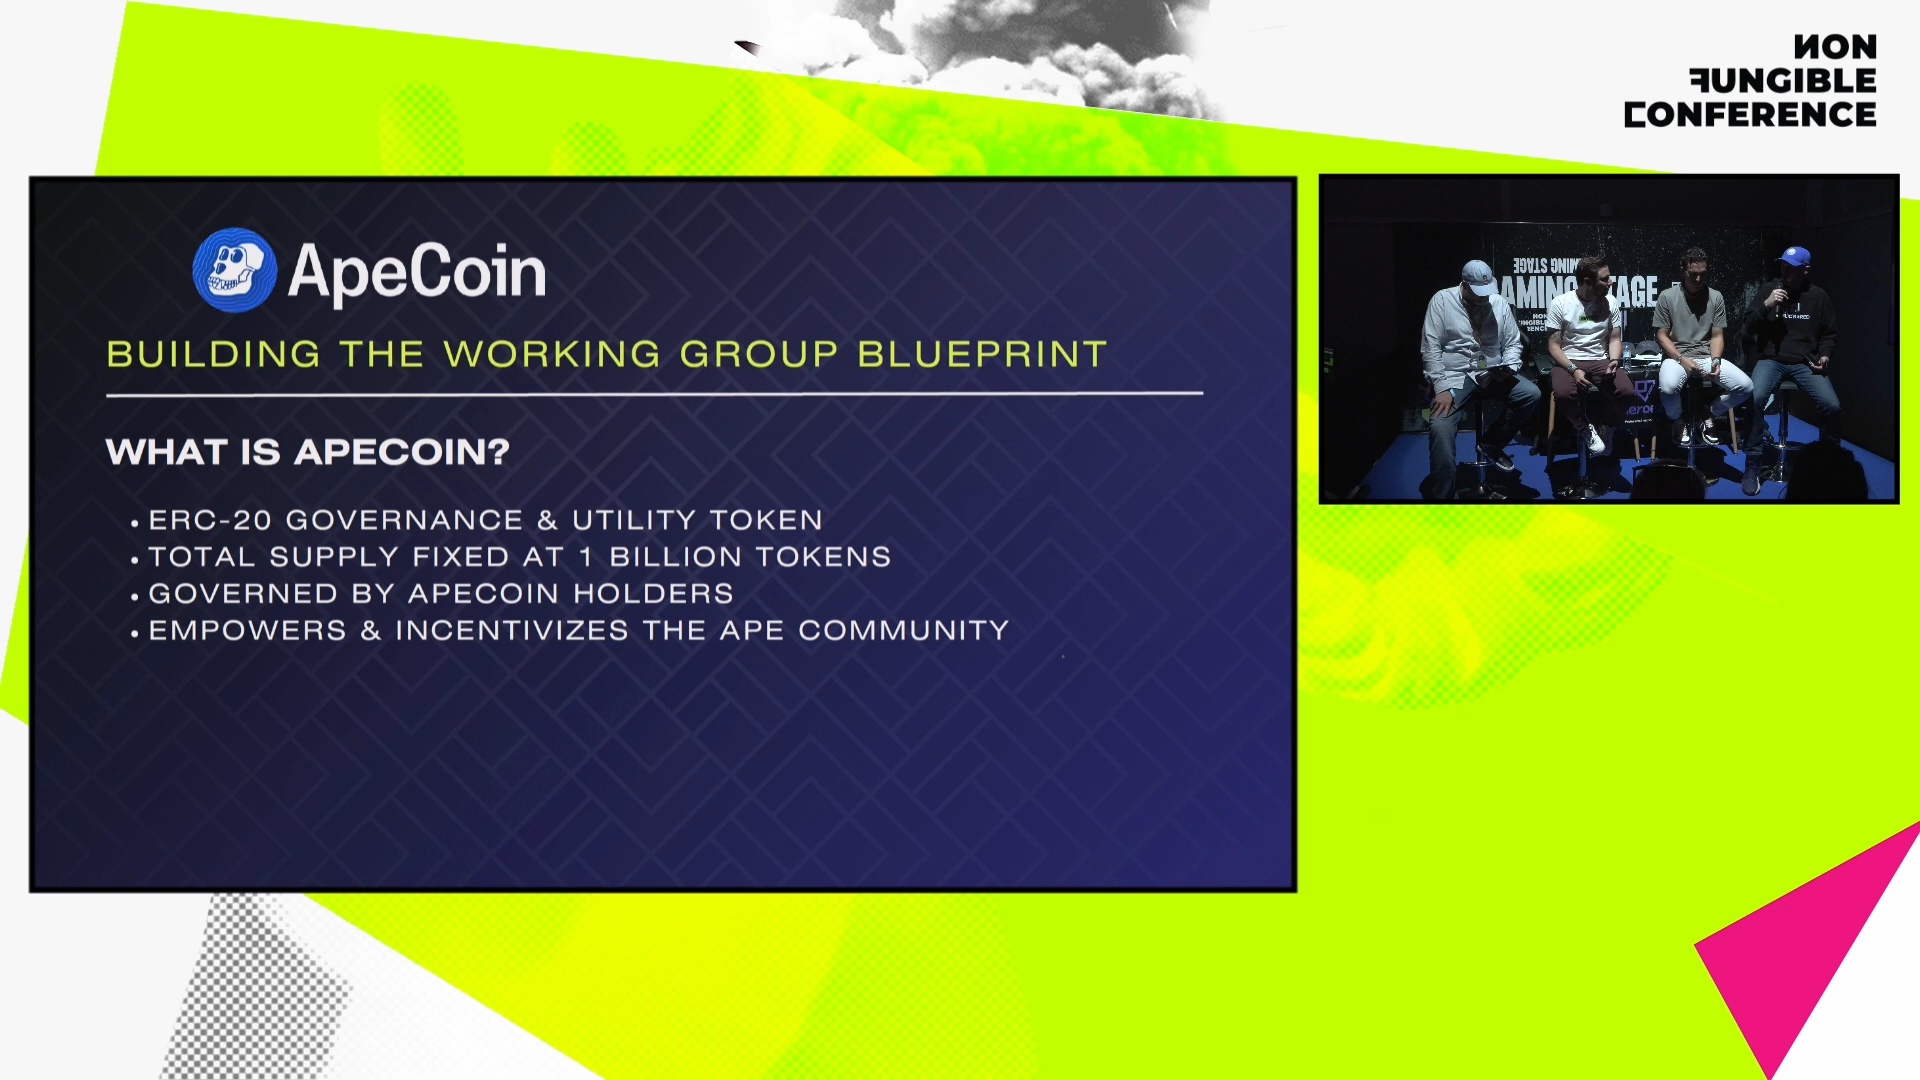 NON
FUNGIBLE
CONFERENCE
ApeCoin
BUILDING THE WORKING GROUP BLUEPRINT
WHAT IS APECOIN?
• ERC-20 GOVERNANCE & UTILITY TOKEN
• TOTAL SUPPLY FIXED AT 1 BILLION TOKENS
• GOVERNED BY APECOIN HOLDERS
• EMPOWERS & INCENTIVIZES THE APE COMMUNITY